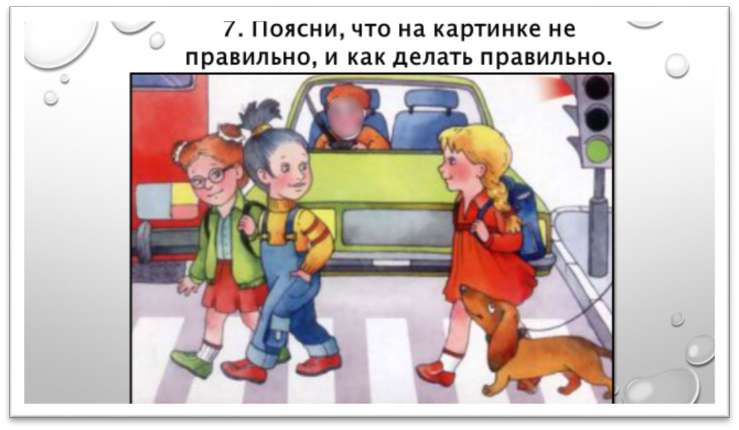 7. Поясни, что на картинке не
правильно, и как делать правильно.